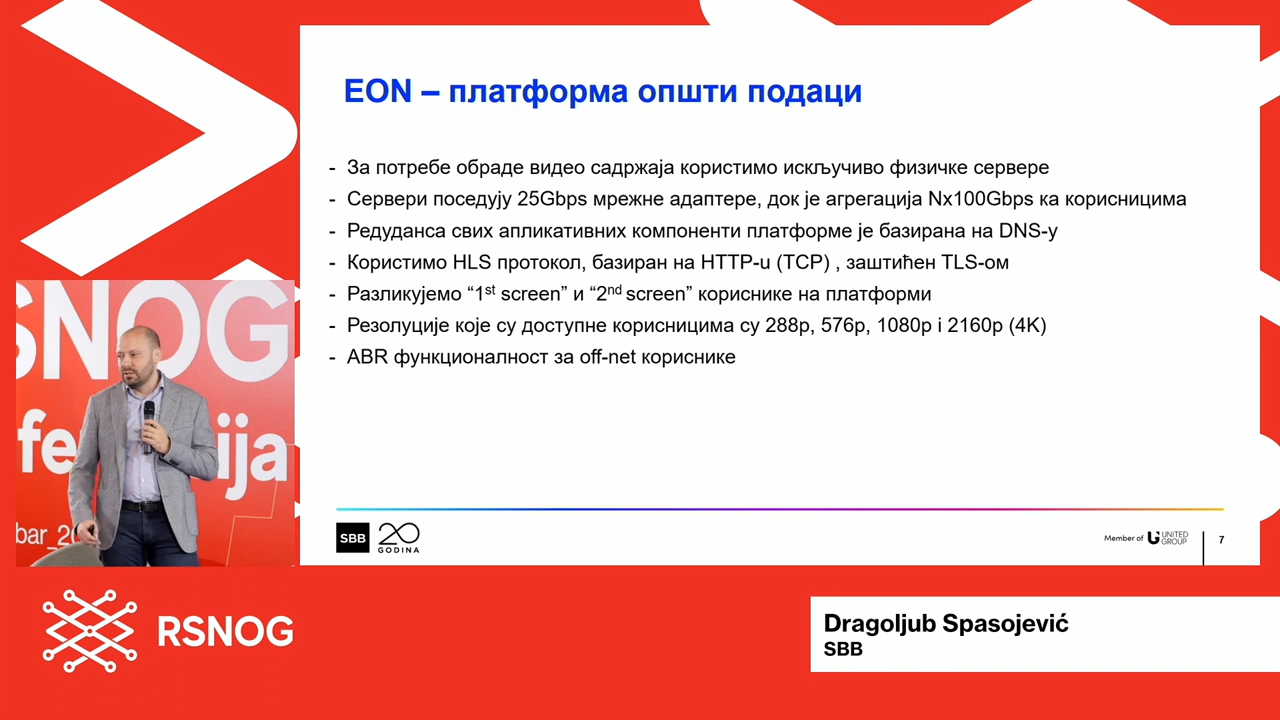 EON – платформа општи подаци
- За потребе обраде видео садржаја користимо искључиво физичке сервере
- Сервери поседују 25Gbps мрежне адаптере, док је агрегација Nx100Gbps ка корисницима
- Редуданса свих апликативних компоненти платформе је базирана на DNS-у
- Користимо HLS протокол, базиран на HTTP-u (TCP) , заштићен TLS-ом
- Разликујемо “1st screen” и “2nd screen” кориснике на платформи
- Резолуције које су доступне корисницима су 288p, 576p, 1080p i 2160p (4K)
- ABR функционалност за off-net кориснике
SBB 20 GODINA
Member of UNITED GROUP
7
SNOG
fe ija
bar_20
RSNOG
Dragoljub Spasojević
SBB